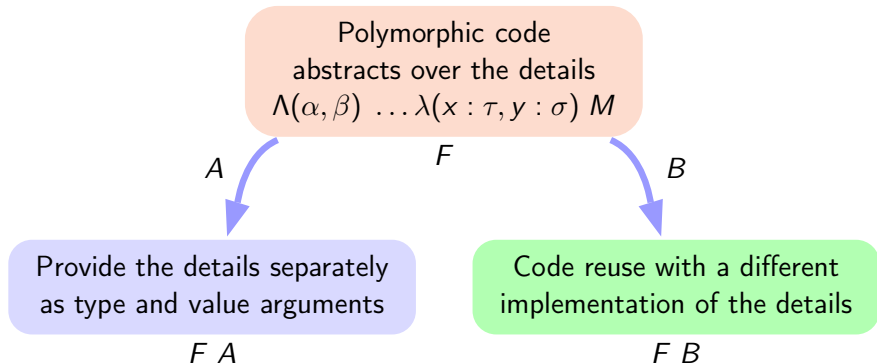 Polymorphic code
abstracts over the details
Λ(α, β) …λ(x : τ, y : σ) M
F
A
B
Provide the details separately
as type and value arguments
F A
Code reuse with a different
implementation of the details
F B